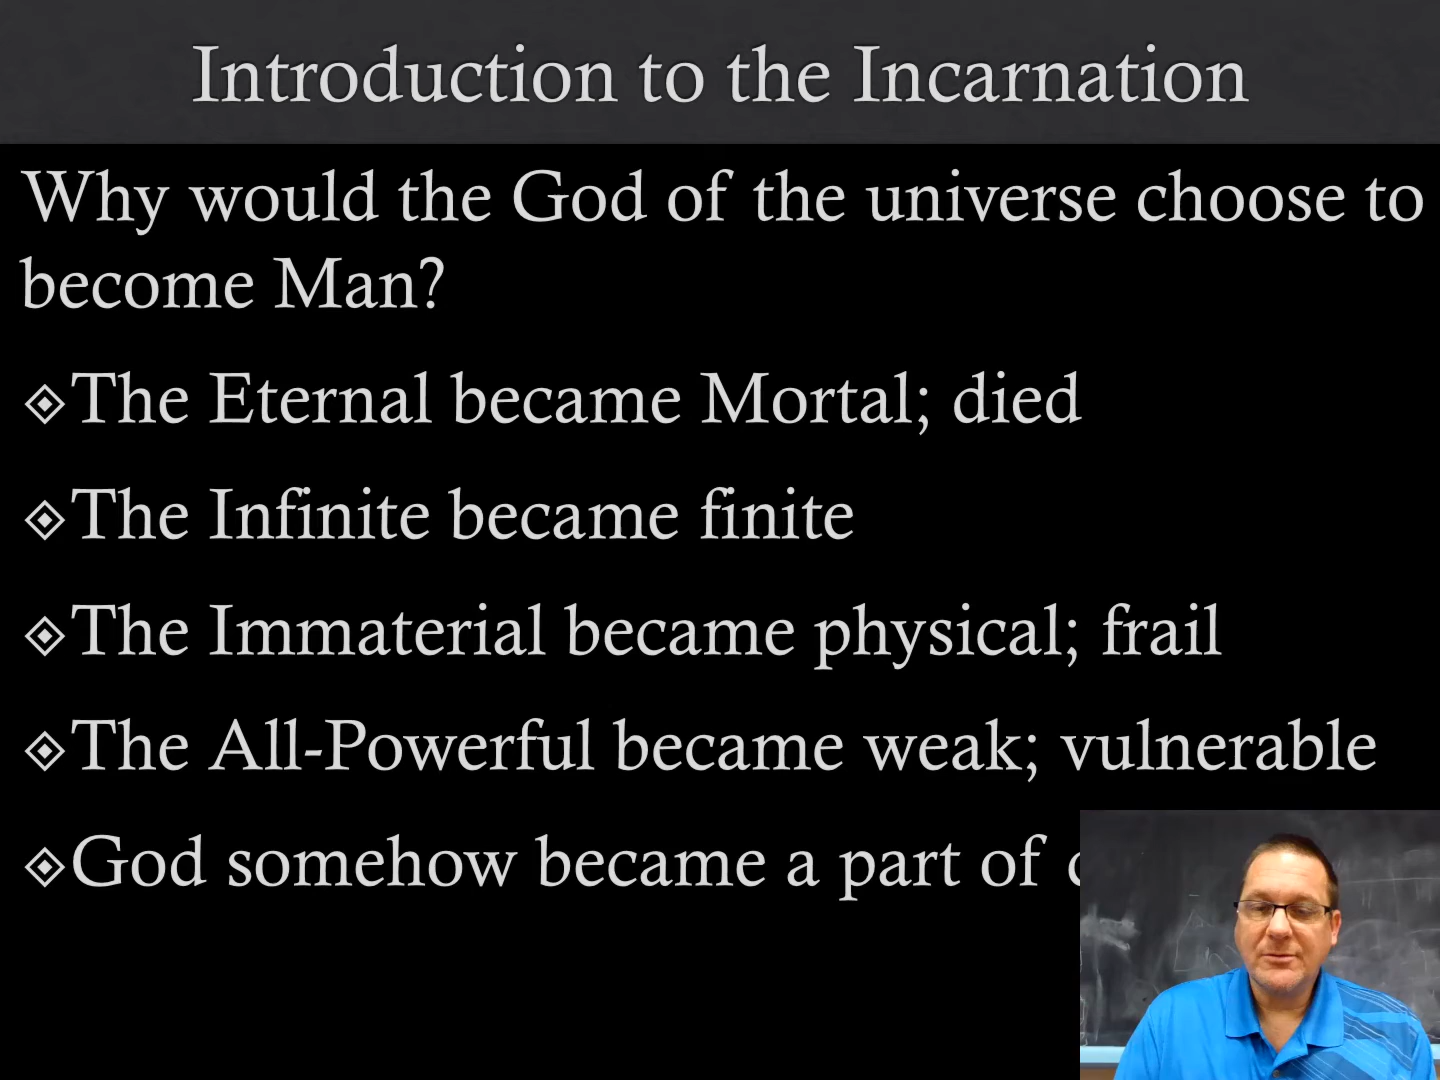 Introduction to the Incarnation
Why would the God of the universe choose to
become Man?
The Eternal became Mortal; died
The Infinite became finite
The Immaterial became physical; frail
The All-Powerful became weak; vulnerable
God somehow became a part of